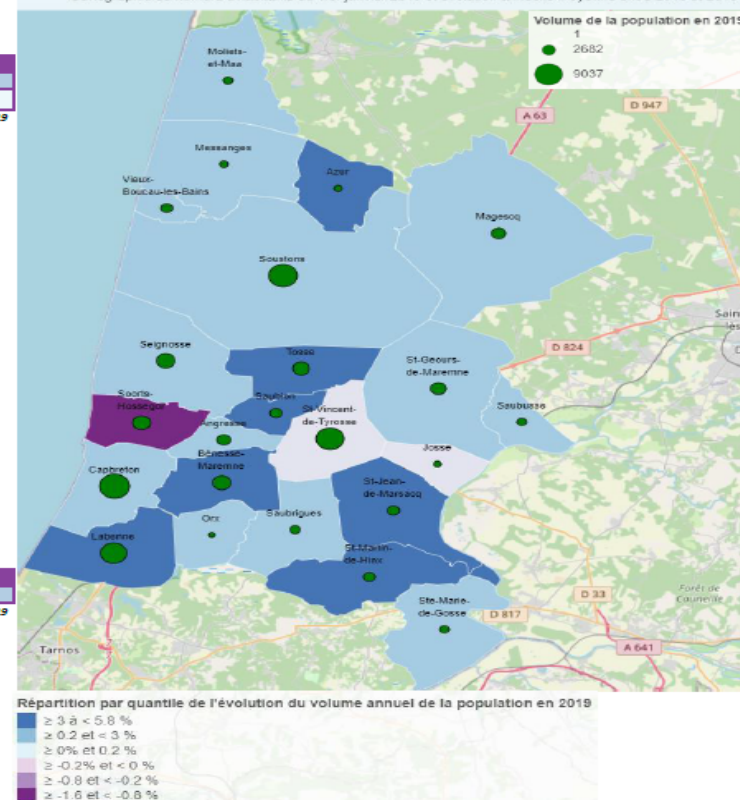 Volume de la population en 2019
1
2682
9037
Moliets-
et-Maa
D 947
A 63
Messanges
Azur
Vieux-
Boucau-les-Bains
Magescq
Soustons
Seignosse
Tosse
St-Geours-
de-Maremne
D 824
Soorts-
Hossegor
Saubion
St-Vincent-
de-Tyrosse
Saubusse
Angresse
Josse
Bénesse-
Maremne
Capbreton
St-Jean-
de-Marsacq
Orx
Saubrigues
Labenne
St-Martin-
de-Hinx
Ste-Marie-
de-Gosse
D 817
D 33
Forêt de
Cauneille
A 641
Tarnos
Répartition par quantile de l'évolution du volume annuel de la population en 2019
≥ 3 à < 5.8 %
≥ 0.2 et < 3 %
≥ 0% et 0.2 %
≥ -0.2% et < 0 %
≥ -0.8 et < -0.2 %
≥ -1.6 et < -0.8 %